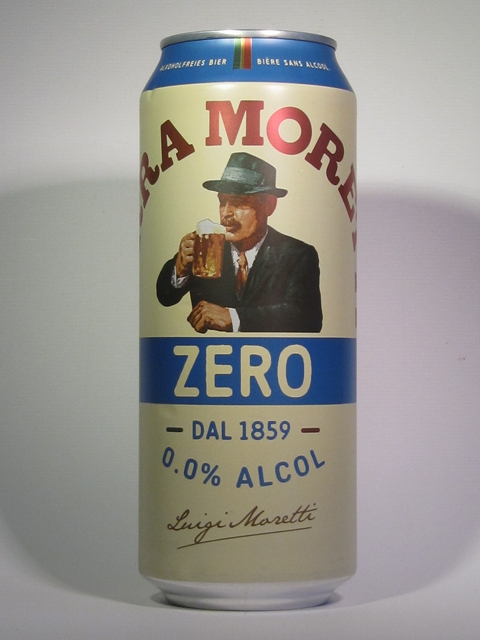 ALKOHOLFREIES BIER BIÈRE SANS ALCOOL
RA MORE
ZERO
DAL 1859
0.0% ALCOL
Luigi Moretti